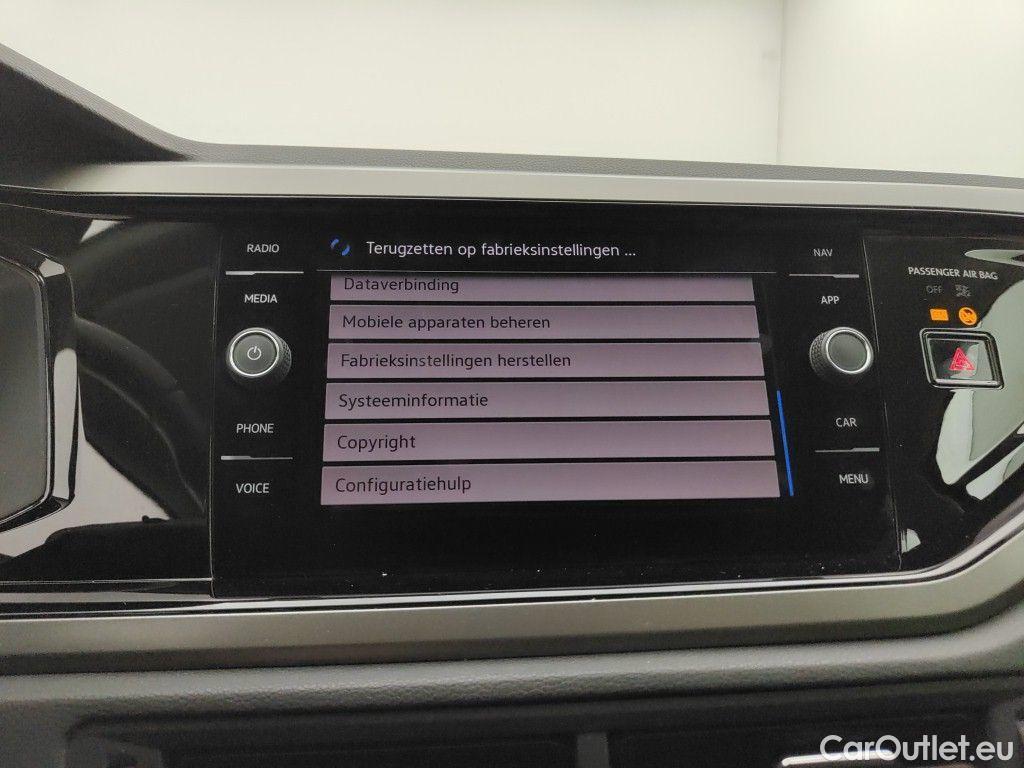 RADIO
MEDIA
PHONE
VOICE
Terugzetten op fabrieksinstellingen ...
Dataverbinding
Mobiele apparaten beheren
Fabrieksinstellingen herstellen
Systeeminformatie
Copyright
Configuratiehulp
NAV
APP
CAR
MENU
PASSENGER AIR BAG
OFF
CarOutlet.eu